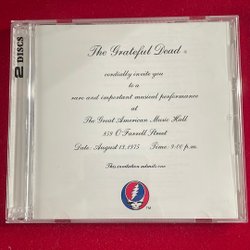 2 DISCS
The Grateful Dead ®
cordially invite you
to a
rare and important musical performance
at
The Great American Music Hall
859 O'Farrell Street
Date: August 13, 1975 Time: 9:00 p.m.
This invitation admits one
TM